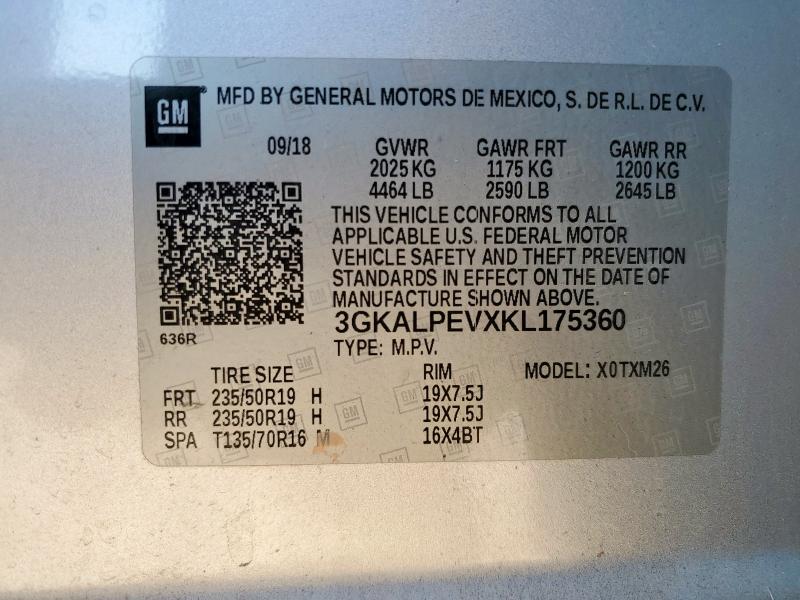 GM MFD BY GENERAL MOTORS DE MEXICO, S. DE R.L. DE C.V.
09/18 GVWR GAWR FRT GAWR RR
2025 KG 1175 KG 1200 KG
4464 LB 2590 LB 2645 LB
THIS VEHICLE CONFORMS TO ALL
APPLICABLE U.S. FEDERAL MOTOR
VEHICLE SAFETY AND THEFT PREVENTION
STANDARDS IN EFFECT ON THE DATE OF
MANUFACTURE SHOWN ABOVE.
3GKALPEVXKL175360
636R
TYPE: M.P.V.
TIRE SIZE RIM MODEL: X0TXM26
FRT 235/50R19 H 19X7.5J
RR 235/50R19 H 19X7.5J
SPA T135/70R16 M 16X4BT